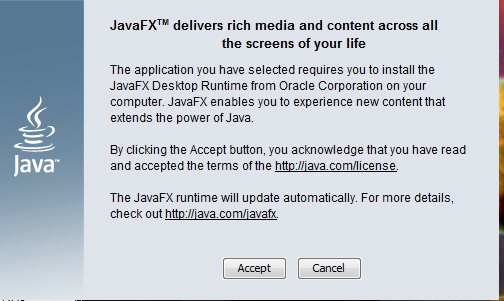 JavaFX™ delivers rich media and content across all
the screens of your life
The application you have selected requires you to install the
JavaFX Desktop Runtime from Oracle Corporation on your
computer. JavaFX enables you to experience new content that
extends the power of Java.
By clicking the Accept button, you acknowledge that you have read
and accepted the terms of the http://java.com/license.
The JavaFX runtime will update automatically. For more details,
check out http://java.com/javafx.
Java™
Accept
Cancel